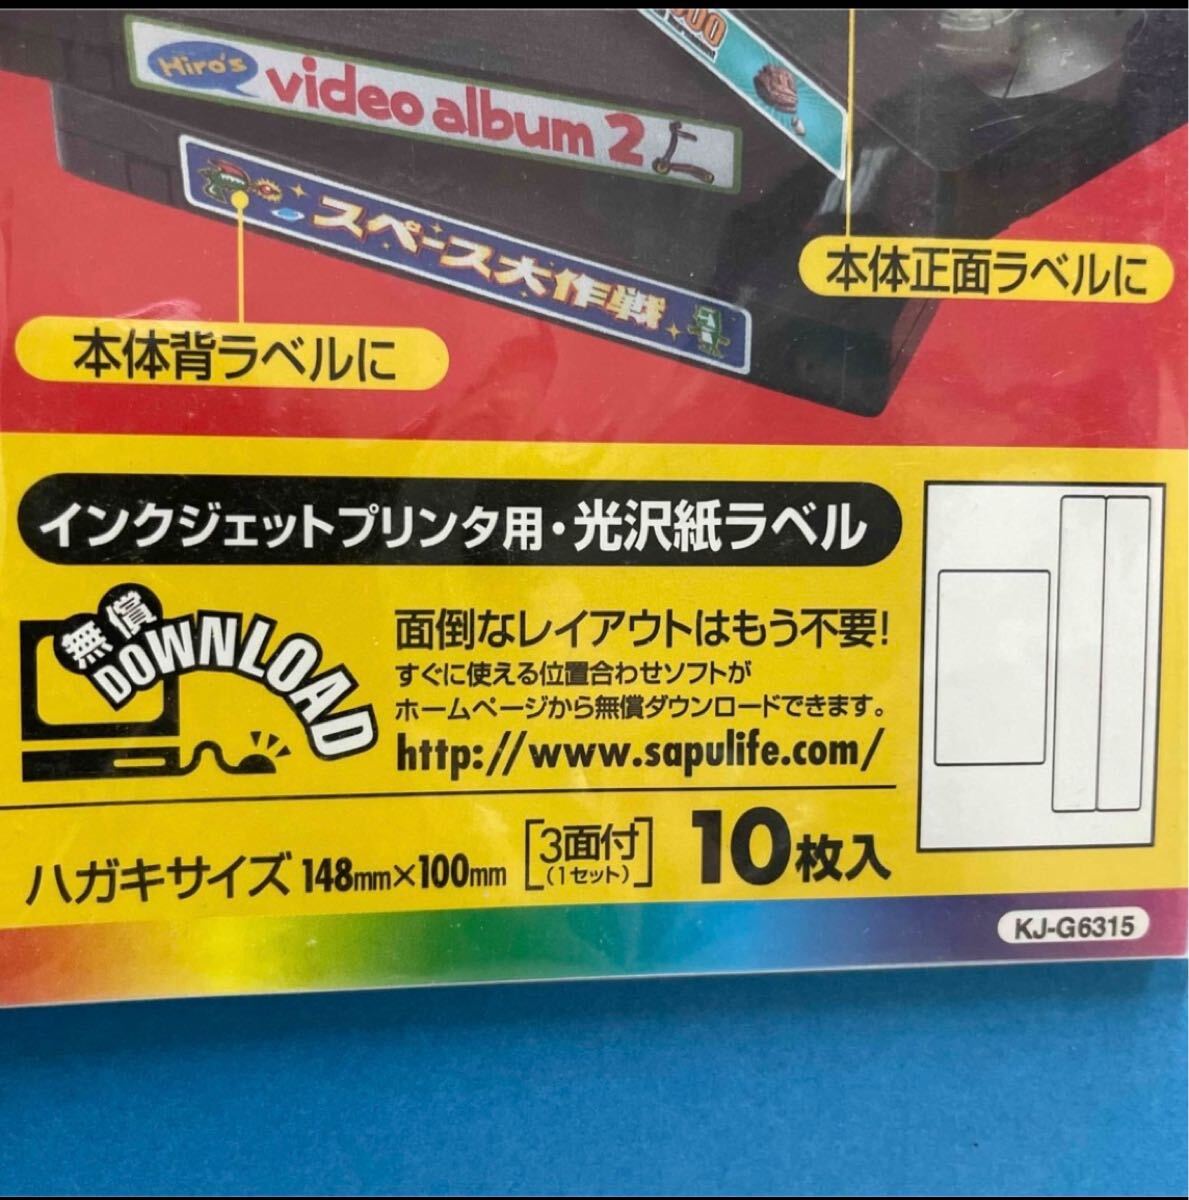 000
Hiro's
video album 2
スペース大作戦
本体正面ラベルに
本体背ラベルに
インクジェットプリンタ用・光沢紙ラベル
無償
DOWNLOAD
面倒なレイアウトはもう不要!
すぐに使える位置合わせソフトが
ホームページから無償ダウンロードできます。
http://www.sapulife.com/
ハガキサイズ 148mm×100mm [3面付(1セット)] 10枚入
KJ-G6315